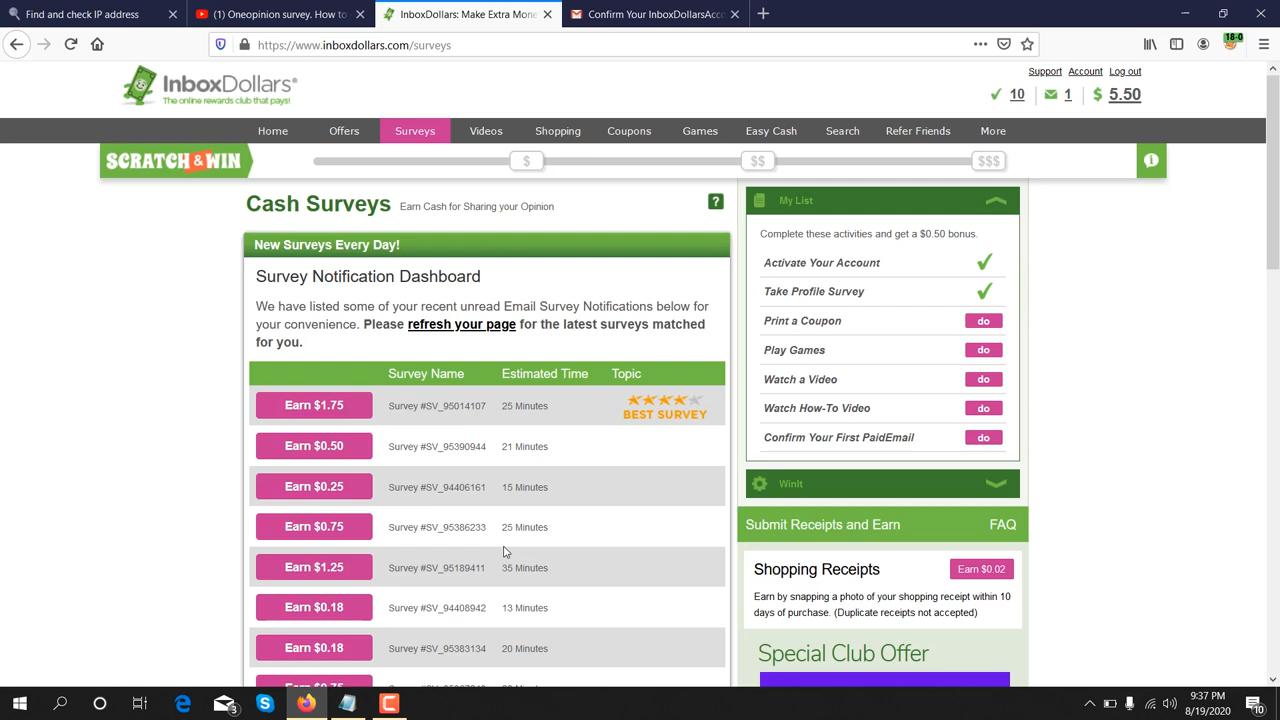 Find and check IP address
(1) Oneopinion survey. How to
InboxDollars: Make Extra Mone
Confirm Your InboxDollarsAcco
https://www.inboxdollars.com/surveys
18-0
InboxDollars®
The online rewards club that pays!
Support Account Log out
10 1 $ 5.50
Home Offers Surveys Videos Shopping Coupons Games Easy Cash Search Refer Friends More
SCRATCH & WIN $ $$ $$$
Cash Surveys Earn Cash for Sharing your Opinion ?
New Surveys Every Day!
Survey Notification Dashboard
We have listed some of your recent unread Email Survey Notifications below for
your convenience. Please refresh your page for the latest surveys matched
for you.
Survey Name Estimated Time Topic
Earn $1.75 Survey #SV_95014107 25 Minutes BEST SURVEY
Earn $0.50 Survey #SV_95390944 21 Minutes
Earn $0.25 Survey #SV_94406161 15 Minutes
Earn $0.75 Survey #SV_95386233 25 Minutes
Earn $1.25 Survey #SV_95189411 35 Minutes
Earn $0.18 Survey #SV_94408942 13 Minutes
Earn $0.18 Survey #SV_95383134 20 Minutes
My List
Complete these activities and get a $0.50 bonus.
Activate Your Account
Take Profile Survey
Print a Coupon do
Play Games do
Watch a Video do
Watch How-To Video do
Confirm Your First PaidEmail do
WinIt
Submit Receipts and Earn FAQ
Shopping Receipts Earn $0.02
Earn by snapping a photo of your shopping receipt within 10
days of purchase. (Duplicate receipts not accepted)
Special Club Offer
3
9:37 PM
8/19/2020
10